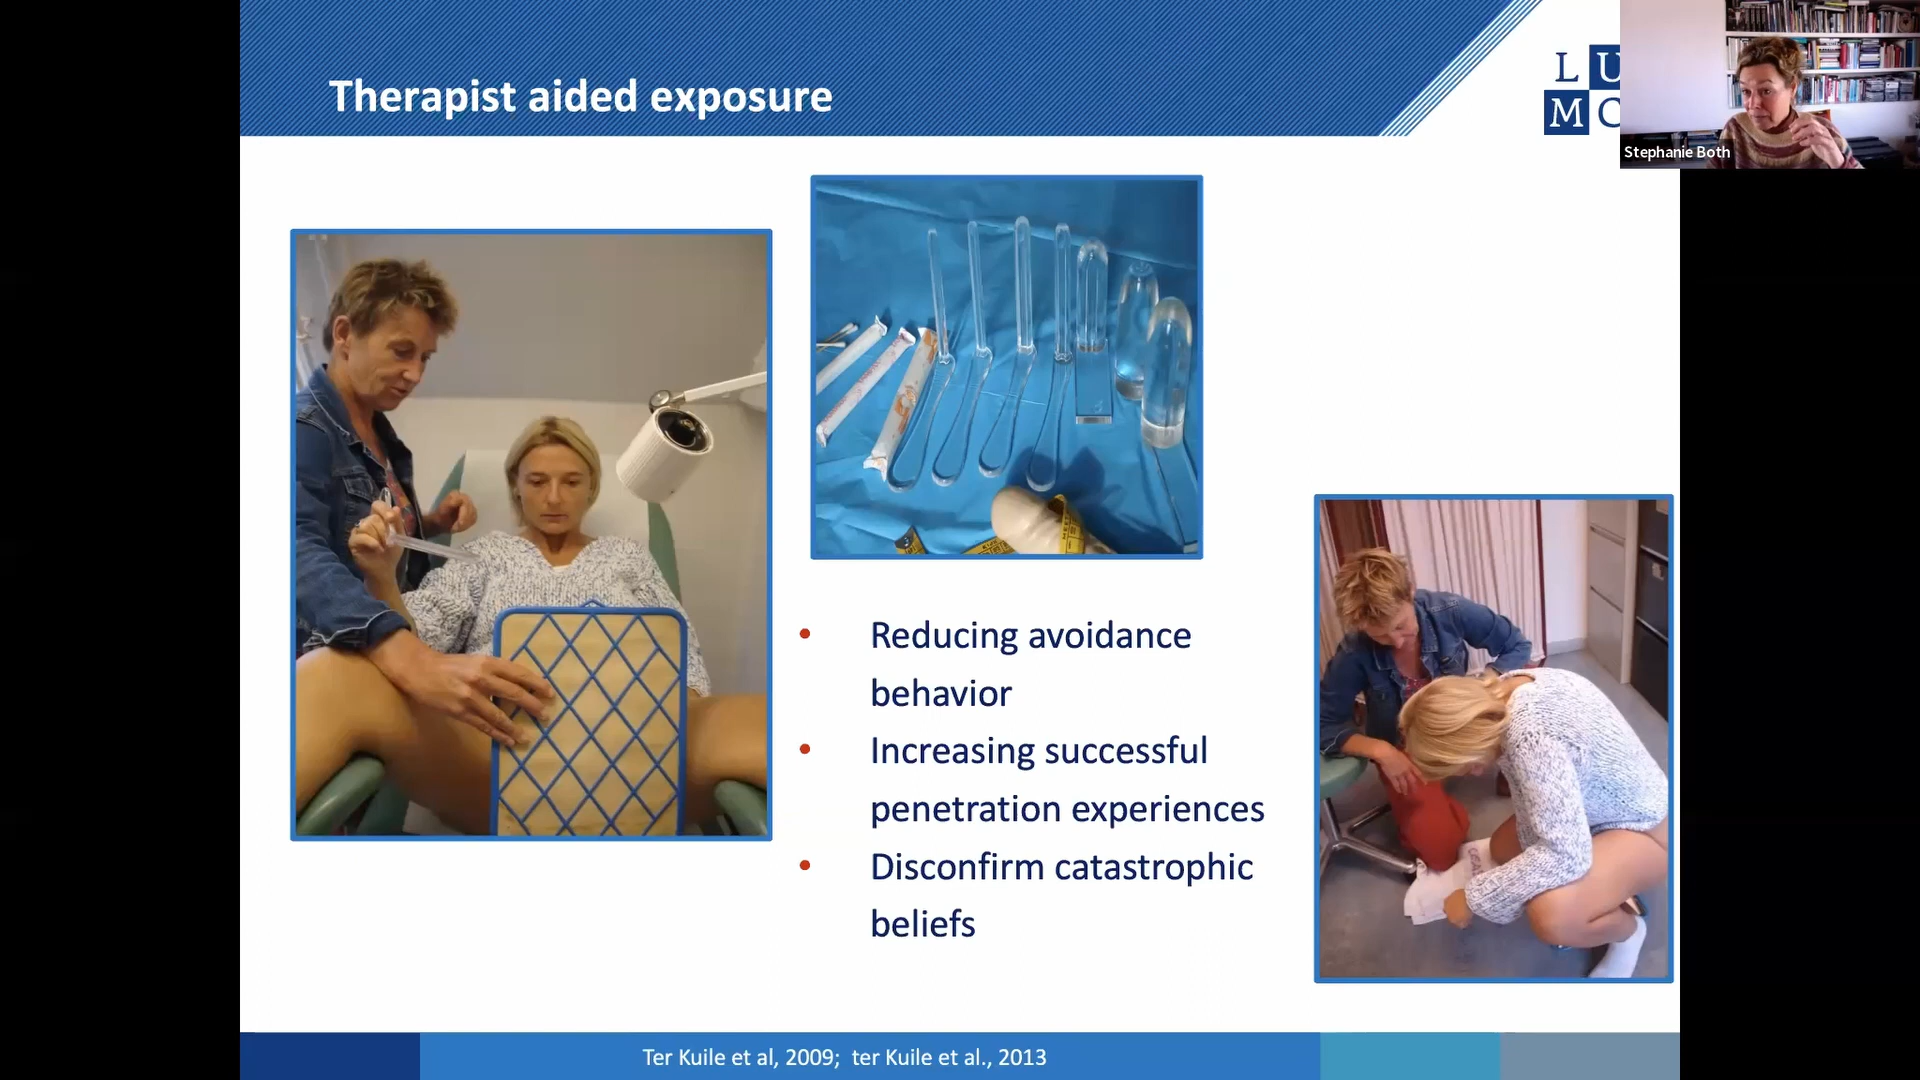 Therapist aided exposure
L U
M C
Stephanie Both
• Reducing avoidance
behavior
• Increasing successful
penetration experiences
• Disconfirm catastrophic
beliefs
Ter Kuile et al, 2009; ter Kuile et al., 2013